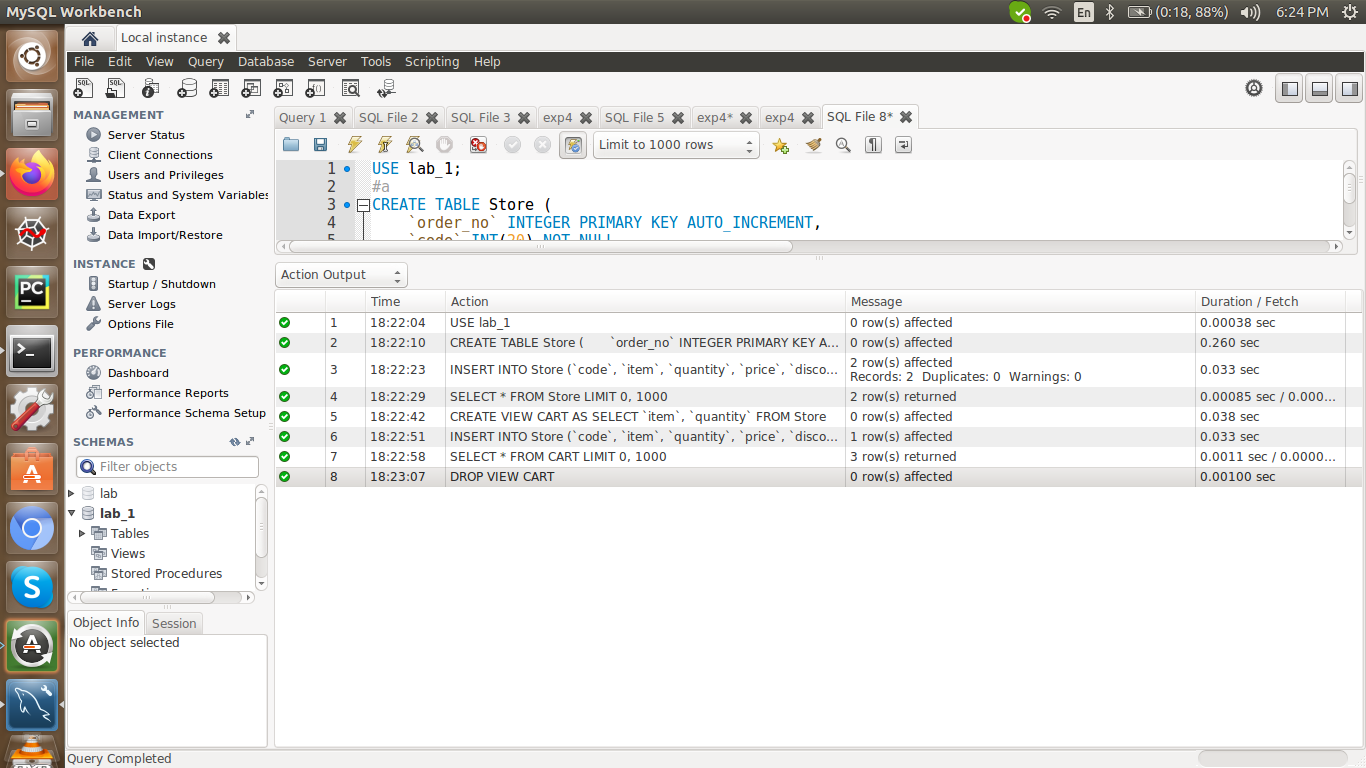 MySQL Workbench
En
(0:18, 88%)
6:24 PM
Local instance
File Edit View Query Database Server Tools Scripting Help
MANAGEMENT
Server Status
Client Connections
Users and Privileges
Status and System Variables
Data Export
Data Import/Restore
INSTANCE
Startup / Shutdown
Server Logs
Options File
PERFORMANCE
Dashboard
Performance Reports
Performance Schema Setup
SCHEMAS
Filter objects
lab
lab_1
Tables
Views
Stored Procedures
Object Info Session
No object selected
Query 1 SQL File 2 SQL File 3 exp4 SQL File 5 exp4* exp4 SQL File 8*
Limit to 1000 rows
1 USE lab_1;
2 #a
3 CREATE TABLE Store (
4 `order_no` INTEGER PRIMARY KEY AUTO_INCREMENT,
5 `code` INT(20) NOT NULL
Action Output
Time Action Message Duration / Fetch
1 18:22:04 USE lab_1 0 row(s) affected 0.00038 sec
2 18:22:10 CREATE TABLE Store ( `order_no` INTEGER PRIMARY KEY A... 0 row(s) affected 0.260 sec
3 18:22:23 INSERT INTO Store (`code`, `item`, `quantity`, `price`, `disco... 2 row(s) affected 0.033 sec
Records: 2 Duplicates: 0 Warnings: 0
4 18:22:29 SELECT * FROM Store LIMIT 0, 1000 2 row(s) returned 0.00085 sec / 0.000...
5 18:22:42 CREATE VIEW CART AS SELECT `item`, `quantity` FROM Store 0 row(s) affected 0.038 sec
6 18:22:51 INSERT INTO Store (`code`, `item`, `quantity`, `price`, `disco... 1 row(s) affected 0.033 sec
7 18:22:58 SELECT * FROM CART LIMIT 0, 1000 3 row(s) returned 0.0011 sec / 0.0000...
8 18:23:07 DROP VIEW CART 0 row(s) affected 0.00100 sec
PC
S
Query Completed